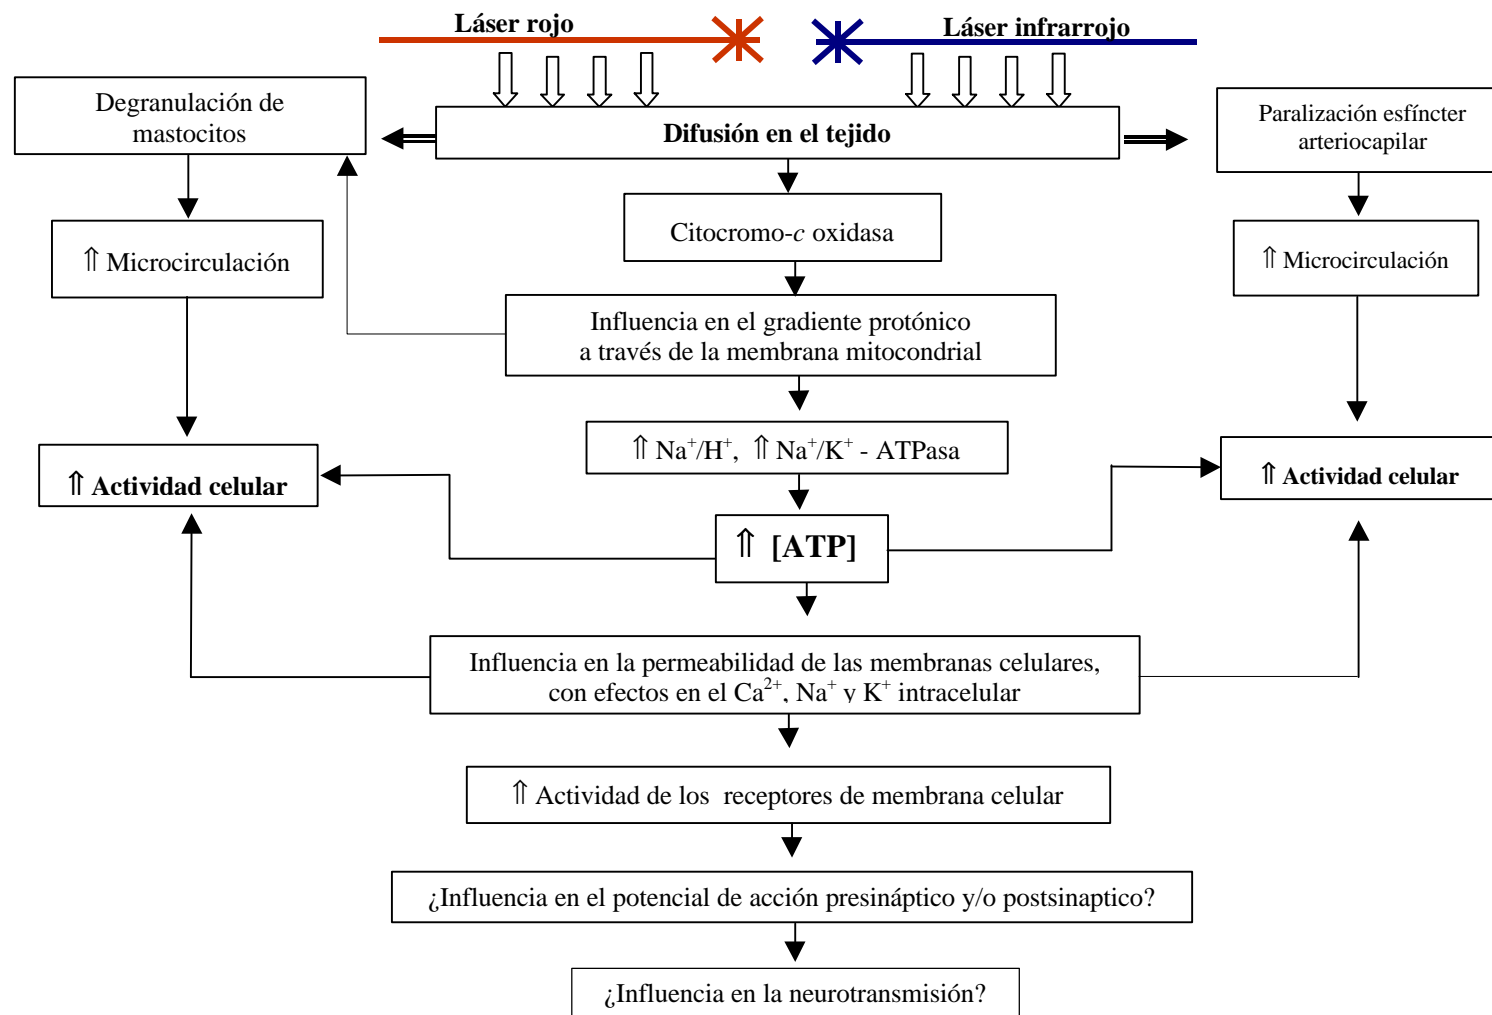 Láser rojo
Láser infrarrojo
Degranulación de
mastocitos
Difusión en el tejido
Paralización esfíncter
arteriocapilar
Citocromo-c oxidasa
⇑ Microcirculación
⇑ Microcirculación
Influencia en el gradiente protónico
a través de la membrana mitocondrial
⇑ Na⁺/H⁺, ⇑ Na⁺/K⁺ - ATPasa
⇑ Actividad celular
⇑ Actividad celular
⇑ [ATP]
Influencia en la permeabilidad de las membranas celulares,
con efectos en el Ca²⁺, Na⁺ y K⁺ intracelular
⇑ Actividad de los receptores de membrana celular
¿Influencia en el potencial de acción presináptico y/o postsinaptico?
¿Influencia en la neurotransmisión?